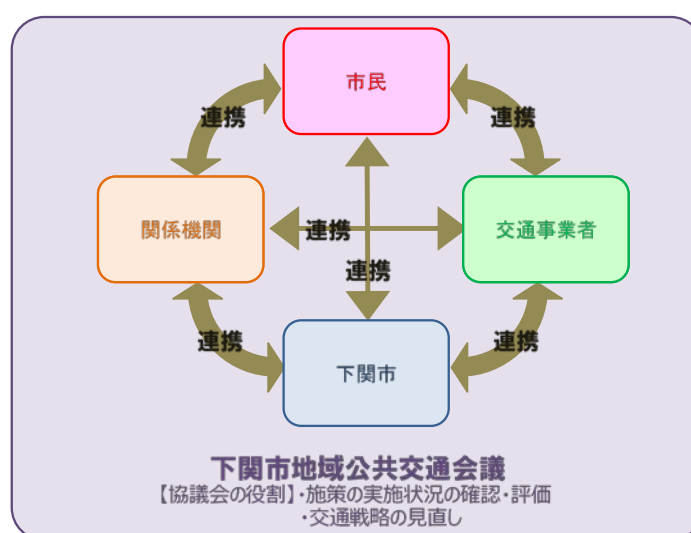 市民
連携
連携
関係機関
連携
交通事業者
連携
連携
連携
下関市
下関市地域公共交通会議
【協議会の役割】・施策の実施状況の確認・評価
・交通戦略の見直し